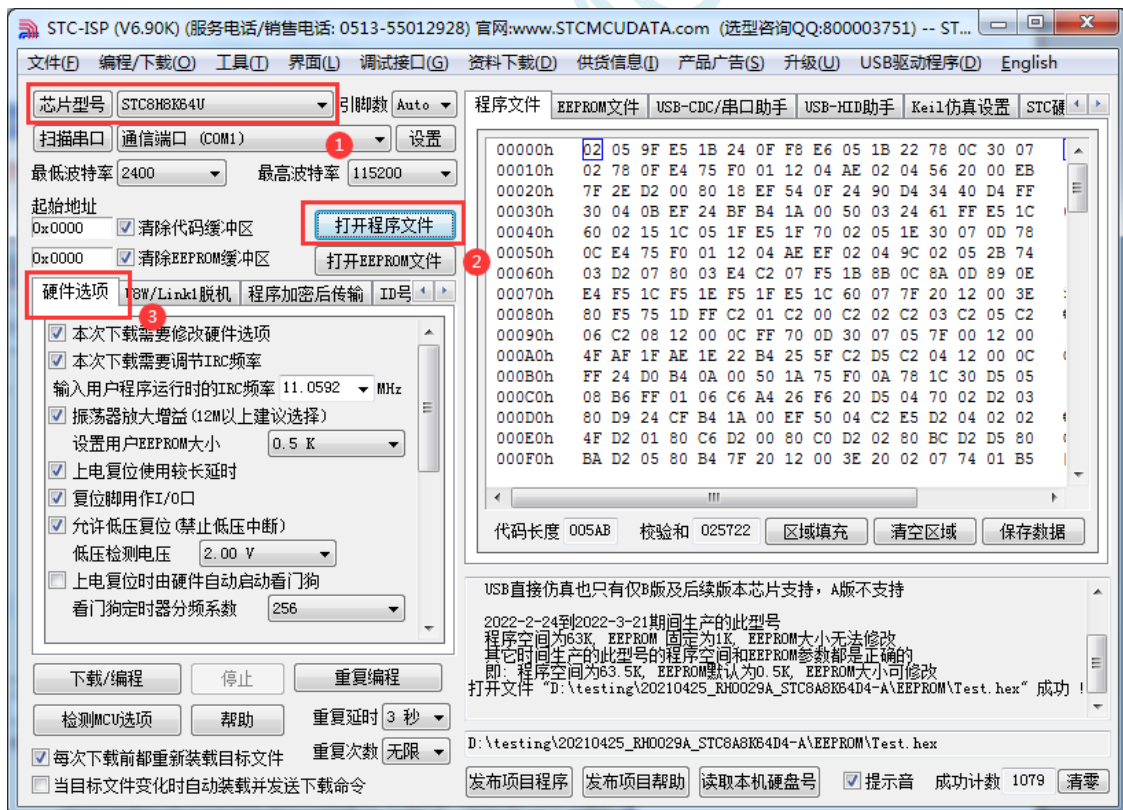 STC-ISP (V6.90K) (服务电话/销售电话: 0513-55012928) 官网:www.STCMCUDATA.com (选型咨询QQ:800003751) -- ST...
文件(F) 编程/下载(O) 工具(T) 界面(L) 调试接口(G) 资料下载(D) 供货信息(I) 产品广告(S) 升级(U) USB驱动程序(D) English
芯片型号 STC8H8K64U 引脚数 Auto
扫描串口 通信端口 (COM1) 设置
1
最低波特率 2400 最高波特率 115200
起始地址
0x0000 清除代码缓冲区 打开程序文件
0x0000 清除EEPROM缓冲区 打开EEPROM文件
2
硬件选项 U8W/Link1脱机 程序加密后传输 ID号
3
本次下载需要修改硬件选项
本次下载需要调节IRC频率
输入用户程序运行时的IRC频率 11.0592 MHz
振荡器放大增益(12M以上建议选择)
设置用户EEPROM大小 0.5 K
上电复位使用较长延时
复位脚用作I/O口
允许低压复位(禁止低压中断)
低压检测电压 2.00 V
上电复位时由硬件自动启动看门狗
看门狗定时器分频系数 256
下载/编程 停止 重复编程
检测MCU选项 帮助 重复延时 3 秒
每次下载前都重新装载目标文件 重复次数 无限
当目标文件变化时自动装载并发送下载命令
程序文件 EEPROM文件 USB-CDC/串口助手 USB-HID助手 Keil仿真设置 STC硬
00000h 02 05 9F E5 1B 24 0F F8 E6 05 1B 22 78 0C 30 07
00010h 02 78 0F E4 75 F0 01 12 04 AE 02 04 56 20 00 EB
00020h 7F 2E D2 00 80 18 EF 54 0F 24 90 D4 34 40 D4 FF
00030h 30 04 0B EF 24 BF B4 1A 00 50 03 24 61 FF E5 1C
00040h 60 02 15 1C 05 1F E5 1F 70 02 05 1E 30 07 0D 78
00050h 0C E4 75 F0 01 12 04 AE EF 02 04 9C 02 05 2B 74
00060h 03 D2 07 80 03 E4 C2 07 F5 1B 8B 0C 8A 0D 89 0E
00070h E4 F5 1C F5 1E F5 1F E5 1C 60 07 7F 20 12 00 3E
00080h 80 F5 75 1D FF C2 01 C2 00 C2 02 C2 03 C2 05 C2
00090h 06 C2 08 12 00 0C FF 70 0D 30 07 05 7F 00 12 00
000A0h 4F AF 1F AE 1E 22 B4 25 5F C2 D5 C2 04 12 00 0C
000B0h FF 24 D0 B4 0A 00 50 1A 75 F0 0A 78 1C 30 D5 05
000C0h 08 B6 FF 01 06 C6 A4 26 F6 20 D5 04 70 02 D2 03
000D0h 80 D9 24 CF B4 1A 00 EF 50 04 C2 E5 D2 04 02 02
000E0h 4F D2 01 80 C6 D2 00 80 C0 D2 02 80 BC D2 D5 80
000F0h BA D2 05 80 B4 7F 20 12 00 3E 20 02 07 74 01 B5
代码长度 005AB 校验和 025722 区域填充 清空区域 保存数据
USB直接仿真也只有仅B版及后续版本芯片支持，A版不支持
2022-2-24到2022-3-21期间生产的此型号
程序空间为63K, EEPROM 固定为1K, EEPROM大小无法修改
其它时间生产的此型号的程序空间和EEPROM参数都是正确的
即: 程序空间为63.5K, EEPROM默认为0.5K, EEPROM大小可修改
打开文件 "D:\testing\20210425_RH0029A_STC8A8K64D4-A\EEPROM\Test.hex" 成功 !
D:\testing\20210425_RH0029A_STC8A8K64D4-A\EEPROM\Test.hex
发布项目程序 发布项目帮助 读取本机硬盘号 提示音 成功计数 1079 清零